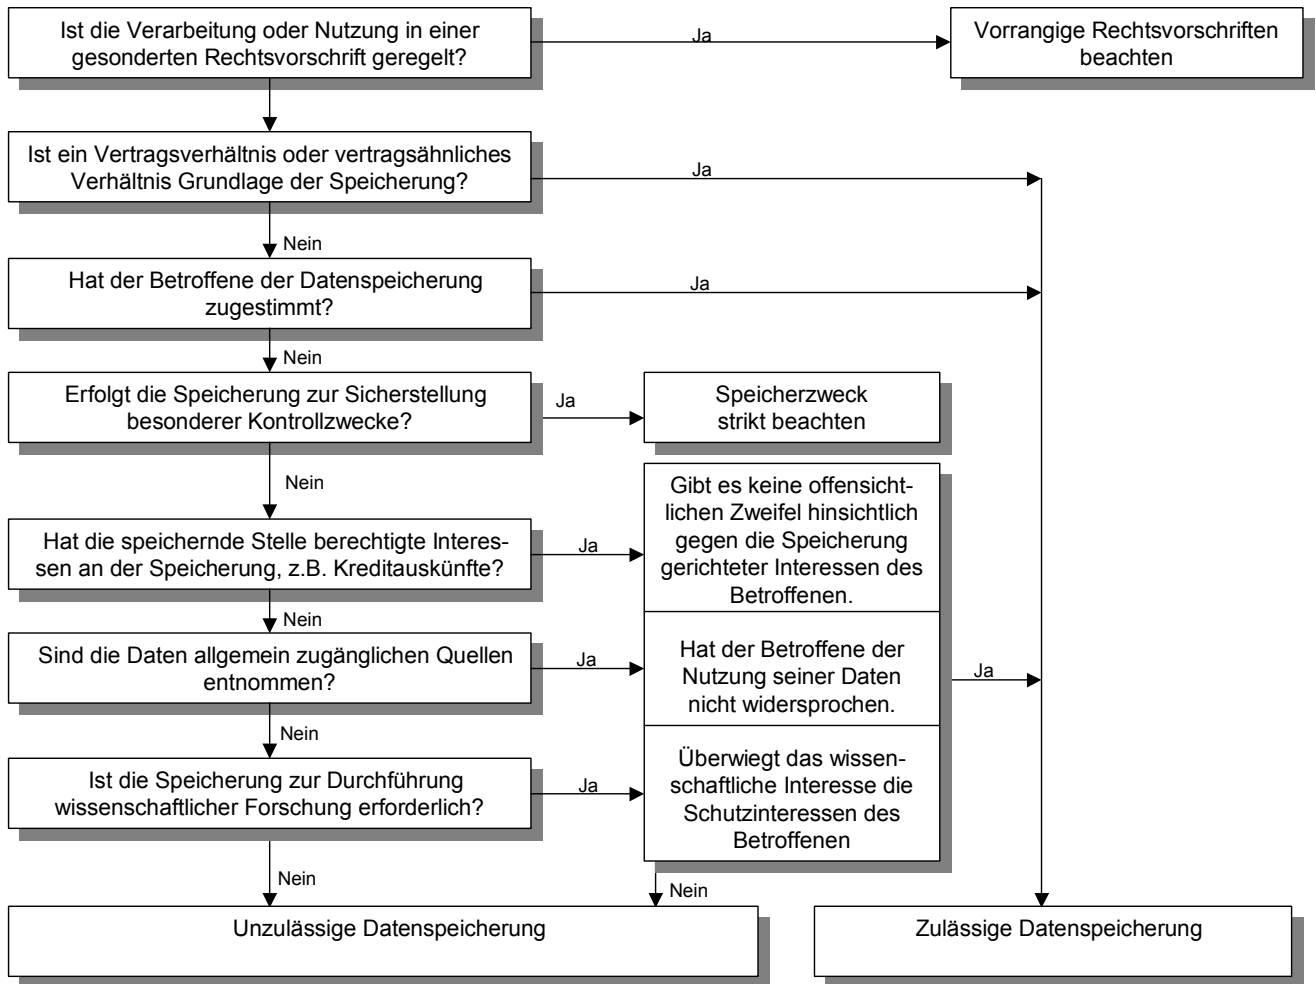 Ist die Verarbeitung oder Nutzung in einer
gesonderten Rechtsvorschrift geregelt?
Ja
Vorrangige Rechtsvorschriften
beachten
Ist ein Vertragsverhältnis oder vertragsähnliches
Verhältnis Grundlage der Speicherung?
Ja
Nein
Hat der Betroffene der Datenspeicherung
zugestimmt?
Ja
Nein
Erfolgt die Speicherung zur Sicherstellung
besonderer Kontrollzwecke?
Ja
Speicherzweck
strikt beachten
Nein
Hat die speichernde Stelle berechtigte Interes-
sen an der Speicherung, z.B. Kreditauskünfte?
Ja
Gibt es keine offensicht-
lichen Zweifel hinsichtlich
gegen die Speicherung
gerichteter Interessen des
Betroffenen.
Nein
Sind die Daten allgemein zugänglichen Quellen
entnommen?
Ja
Hat der Betroffene der
Nutzung seiner Daten
nicht widersprochen.
Ja
Nein
Ist die Speicherung zur Durchführung
wissenschaftlicher Forschung erforderlich?
Ja
Überwiegt das wissen-
schaftliche Interesse die
Schutzinteressen des
Betroffenen
Nein
Nein
Unzulässige Datenspeicherung
Zulässige Datenspeicherung